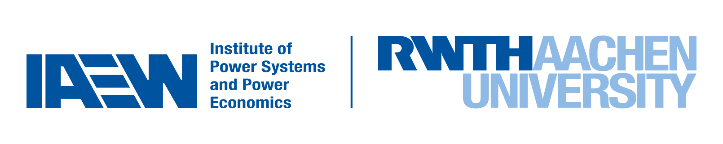 IAEW
Institute of
Power Systems
and Power
Economics
RWTHAACHEN
UNIVERSITY